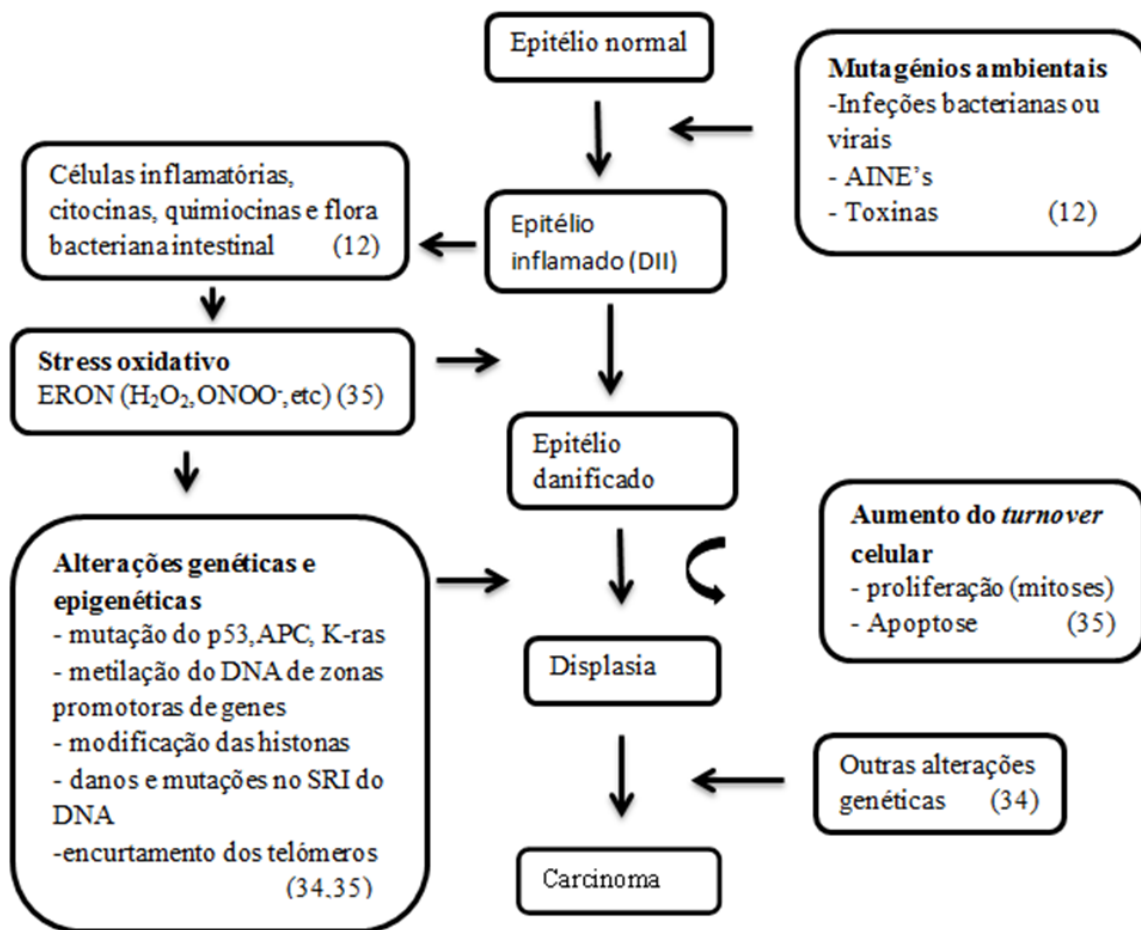 Epitélio normal
Mutagénios ambientais
-Infeções bacterianas ou
virais
- AINE’s
- Toxinas (12)
Células inflamatórias,
citocinas, quimiocinas e flora
bacteriana intestinal (12)
Epitélio
inflamado (DII)
Stress oxidativo
ERON (H₂O₂,ONOO⁻,etc) (35)
Epitélio
danificado
Aumento do turnover
celular
- proliferação (mitoses)
- Apoptose (35)
Alterações genéticas e
epigenéticas
- mutação do p53,APC, K-ras
- metilação do DNA de zonas
promotoras de genes
- modificação das histonas
- danos e mutações no SRI do
DNA
-encurtamento dos telómeros
(34,35)
Displasia
Outras alterações
genéticas (34)
Carcinoma